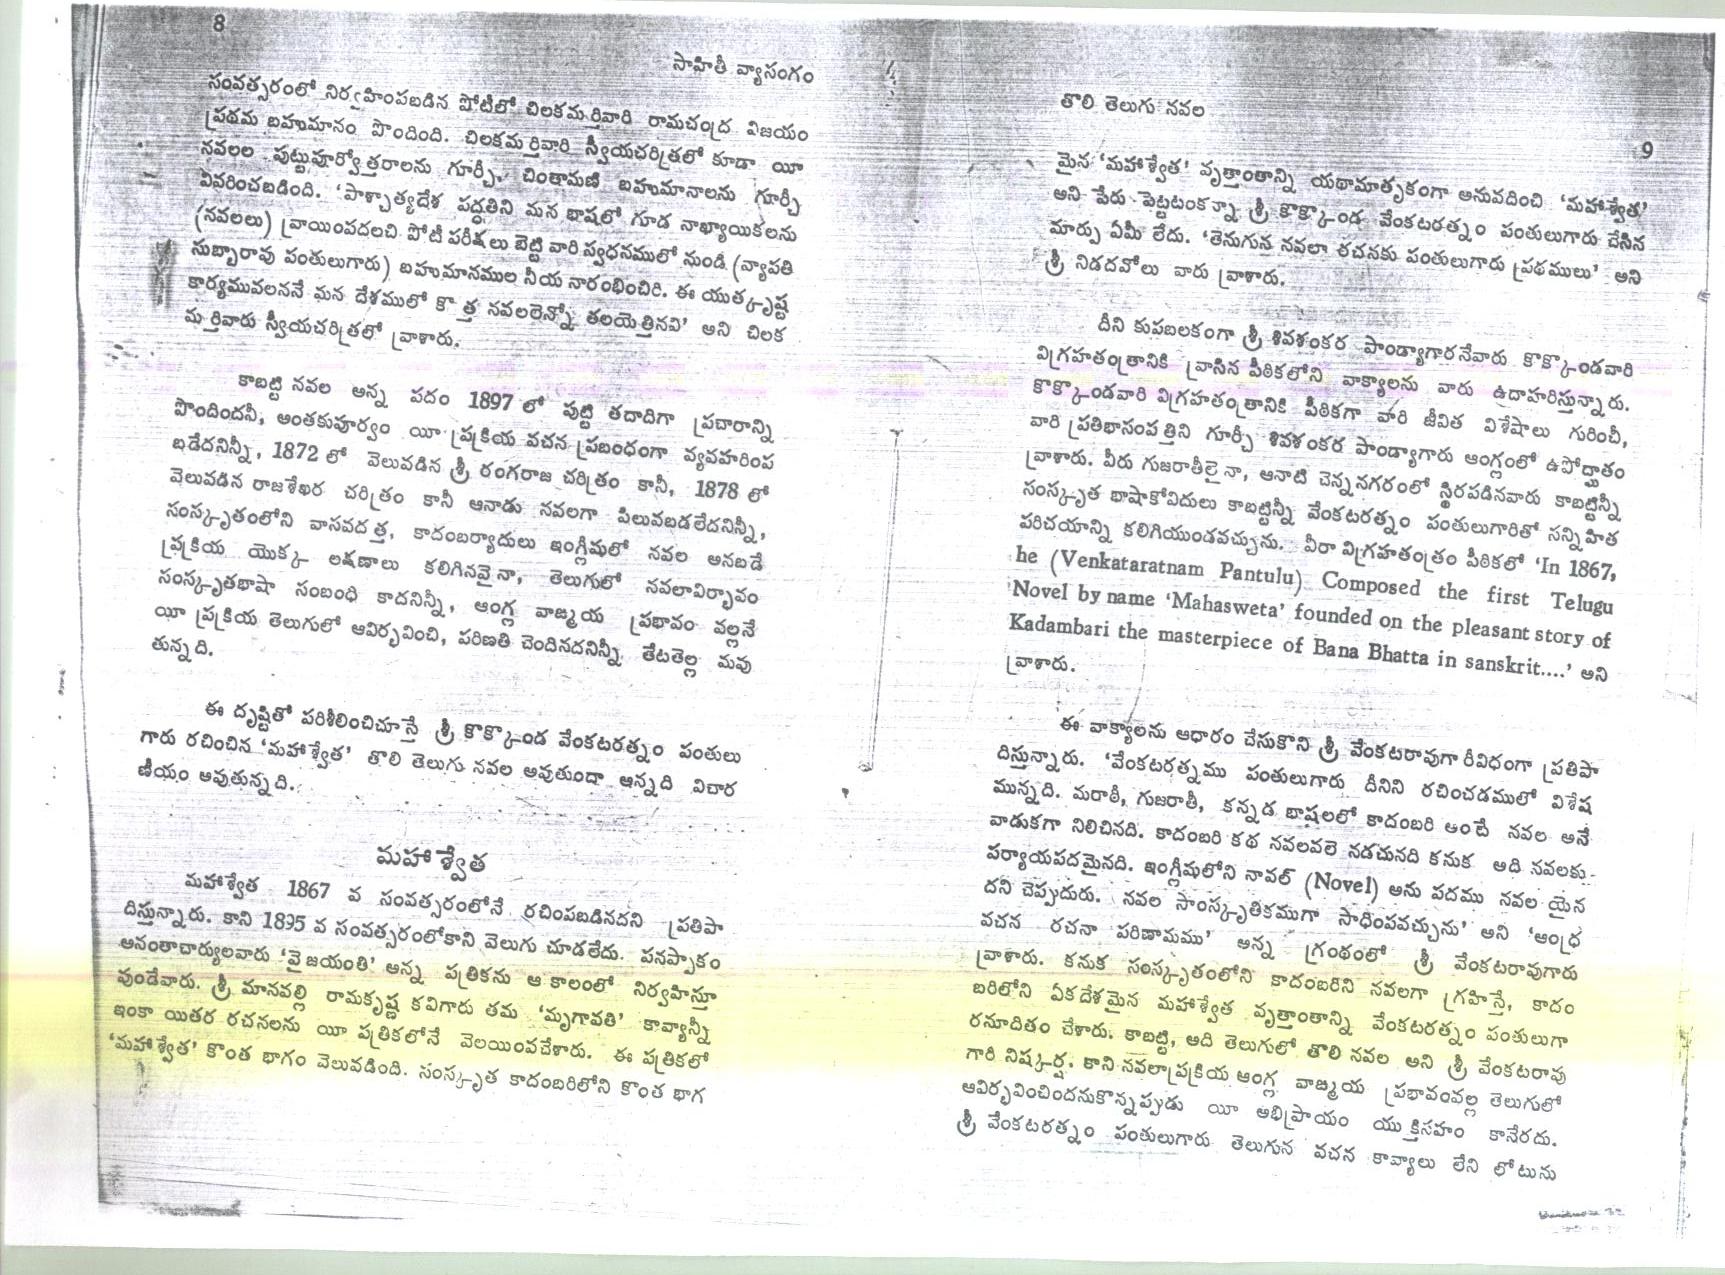 8
సాహితీ వ్యాసంగం
సంవత్సరంలో నిర్వహింపబడిన పోటీలో చిలకమర్తివారి రామచంద్ర విజయం
ప్రథమ బహుమానం పొందింది. చిలకమర్తివారి స్వీయచరిత్రలో కూడా యీ
నవలల పుట్టుపూర్వోత్తరాలను గూర్చీ, చింతామణి బహుమానాలను గూర్చీ
వివరించబడింది. 'పాశ్చాత్యదేశ పద్ధతిని మన భాషలో గూడ నాఖ్యాయికలను
(నవలలు) వ్రాయింపదలచి పోటీ పరీక్షలు బెట్టి వారి స్వధనములో నుండి (న్యాపతి
సుబ్బారావు పంతులుగారు) బహుమానముల నీయ నారంభించిరి. ఈ యుత్కృష్ట
కార్యమువలననే మన దేశములో కొత్త నవలలెన్నో తలయెత్తినవి' అని చిలక
మర్తివారు స్వీయచరిత్రలో వ్రాశారు.
కాబట్టి నవల అన్న పదం 1897 లో పుట్టి తదాదిగా ప్రచారాన్ని
పొందిందనీ, అంతకుపూర్వం యీ ప్రక్రియ వచన ప్రబంధంగా వ్యవహరింప
బడేదనిన్నీ, 1872 లో వెలువడిన శ్రీ రంగరాజ చరిత్రం కానీ, 1878 లో
వెలువడిన రాజశేఖర చరిత్రం కానీ ఆనాడు నవలగా పిలువబడలేదనిన్నీ,
సంస్కృతంలోని వాసవదత్త, కాదంబర్యాదులు ఇంగ్లీషులో నవల అనబడే
ప్రక్రియ యొక్క లక్షణాలు కలిగినవైనా, తెలుగులో నవలావిర్భావం
సంస్కృతభాషా సంబంధి కాదనిన్నీ, ఆంగ్ల వాఙ్మయ ప్రభావం వల్లనే
యీ ప్రక్రియ తెలుగులో ఆవిర్భవించి, పరిణతి చెందినదనిన్నీ తేటతెల్ల మవు
తున్నది.
ఈ దృష్టితో పరిశీలించిచూస్తే శ్రీ కొక్కొండ వేంకటరత్నం పంతులు
గారు రచించిన 'మహాశ్వేత' తొలి తెలుగు నవల అవుతుందా అన్నది విచార
ణీయం అవుతున్నది.
మహాశ్వేత
మహాశ్వేత 1867 వ సంవత్సరంలోనే రచింపబడినదని ప్రతిపా
దిస్తున్నారు. కాని 1895 వ సంవత్సరంలోకాని వెలుగు చూడలేదు. పనప్పాకం
అనంతాచార్యులవారు 'వైజయంతి' అన్న పత్రికను ఆ కాలంలో నిర్వహిస్తూ
వుండేవారు. శ్రీ మానవల్లి రామకృష్ణ కవిగారు తమ 'మృగావతి' కావ్యాన్నీ
ఇంకా యితర రచనలను యీ పత్రికలోనే వెలయింపచేశారు. ఈ పత్రికలో
'మహాశ్వేత' కొంత భాగం వెలువడింది. సంస్కృత కాదంబరిలోని కొంత భాగ
తొలి తెలుగు నవల
9
మైన 'మహాశ్వేత' వృత్తాంతాన్ని యథామాతృకంగా అనువదించి 'మహాశ్వేత'
అని పేరు పెట్టటంకన్నా శ్రీ కొక్కొండ వేంకటరత్నం పంతులుగారు చేసిన
మార్పు ఏమీ లేదు. 'తెనుగున నవలా రచనకు పంతులుగారు ప్రథములు' అని
శ్రీ నిడదవోలు వారు వ్రాశారు.
దీని కుపబలకంగా శ్రీ శివశంకర పాండ్యాగారనేవారు కొక్కొండవారి
విగ్రహతంత్రానికి వ్రాసిన పీఠికలోని వాక్యాలను వారు ఉదాహరిస్తున్నారు.
కొక్కొండవారి విగ్రహతంత్రానికి పీఠికగా వారి జీవిత విశేషాలు గురించీ,
వారి ప్రతిభాసంపత్తిని గూర్చీ శివశంకర పాండ్యాగారు ఆంగ్లంలో ఉపోద్ఘాతం
వ్రాశారు. వీరు గుజరాతీలైనా, ఆనాటి చెన్ననగరంలో స్థిరపడినవారు కాబట్టిన్నీ
సంస్కృత భాషాకోవిదులు కాబట్టిన్నీ వేంకటరత్నం పంతులుగారితో సన్నిహిత
పరిచయాన్ని కలిగియుండవచ్చును. వీరా విగ్రహతంత్రం పీఠికలో 'In 1867,
he (Venkataratnam Pantulu) Composed the first Telugu
Novel by name 'Mahasweta' founded on the pleasant story of
Kadambari the masterpiece of Bana Bhatta in sanskrit....' అని
వ్రాశారు.
ఈ వాక్యాలను ఆధారం చేసుకొని శ్రీ వేంకటరావుగా రీవిధంగా ప్రతిపా
దిస్తున్నారు. 'వేంకటరత్నము పంతులుగారు దీనిని రచించడములో విశేష
మున్నది. మరాఠీ, గుజరాతీ, కన్నడ భాషలలో కాదంబరి అంటే నవల అనే
వాడుకగా నిలిచినది. కాదంబరి కథ నవలవలె నడచునది కనుక అది నవలకు
పర్యాయపదమైనది. ఇంగ్లీషులోని నావల్ (Novel) అను పదము నవల యైన
దని చెప్పుదురు. నవల సాంస్కృతికముగా సాధింపవచ్చును' అని 'ఆంధ్ర
వచన రచనా పరిణామము' అన్న గ్రంథంలో శ్రీ వేంకటరావుగారు
వ్రాశారు. కనుక సంస్కృతంలోని కాదంబరిని నవలగా గ్రహిస్తే, కాదం
బరిలోని ఏకదేశమైన మహాశ్వేత వృత్తాంతాన్ని వేంకటరత్నం పంతులుగా
రనూదితం చేశారు. కాబట్టి, అది తెలుగులో తొలి నవల అని శ్రీ వేంకటరావు
గారి నిష్కర్ష. కాని నవలాప్రక్రియ ఆంగ్ల వాఙ్మయ ప్రభావంవల్ల తెలుగులో
ఆవిర్భవించిందనుకొన్నప్పుడు యీ అభిప్రాయం యుక్తిసహం కానేరదు.
శ్రీ వేంకటరత్నం పంతులుగారు తెలుగున వచన కావ్యాలు లేని లోటును